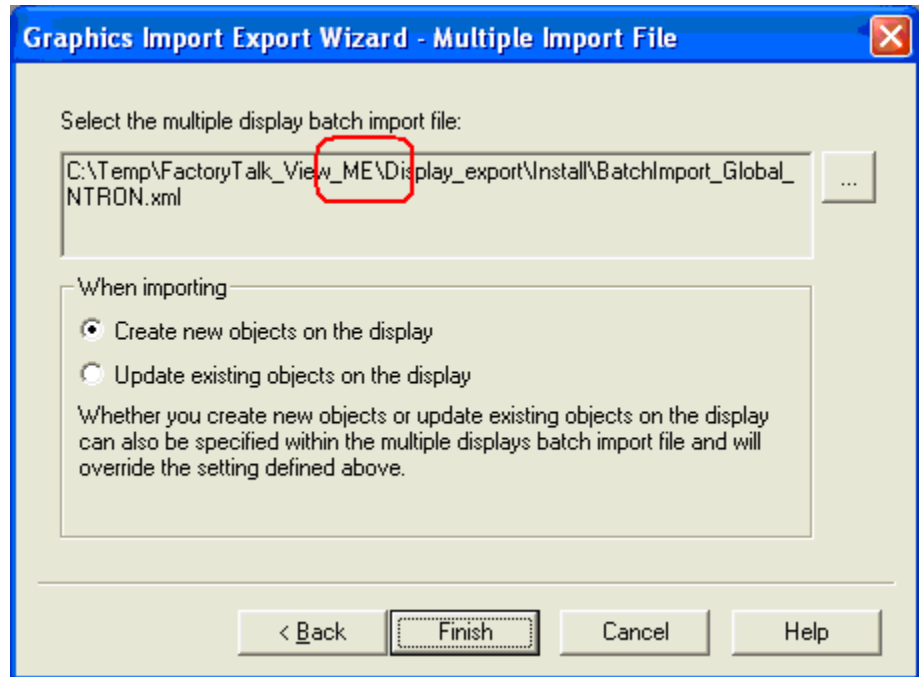 Graphics Import Export Wizard - Multiple Import File
Select the multiple display batch import file:
C:\Temp\FactoryTalk_View_ME\Display_export\Install\BatchImport_Global_
NTRON.xml
...
When importing
Create new objects on the display
Update existing objects on the display
Whether you create new objects or update existing objects on the display
can also be specified within the multiple displays batch import file and will
override the setting defined above.
< Back
Finish
Cancel
Help